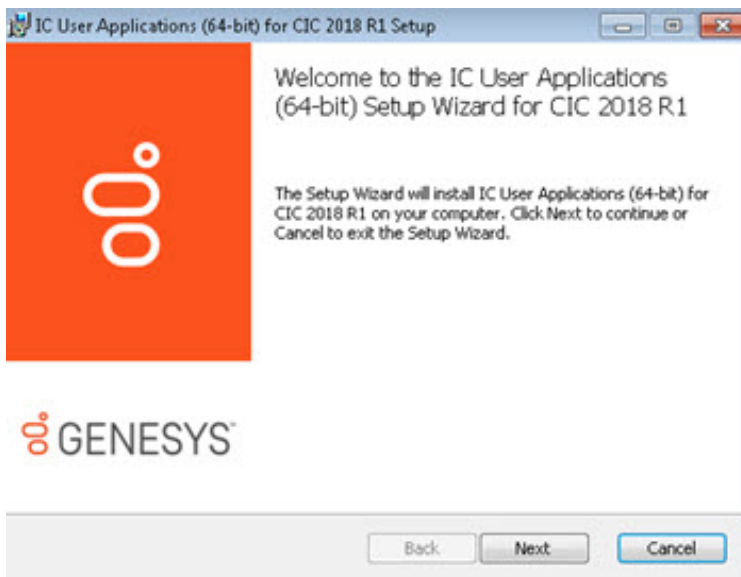 IC User Applications (64-bit) for CIC 2018 R1 Setup
Welcome to the IC User Applications
(64-bit) Setup Wizard for CIC 2018 R1
The Setup Wizard will install IC User Applications (64-bit) for
CIC 2018 R1 on your computer. Click Next to continue or
Cancel to exit the Setup Wizard.
GENESYS™
Back Next Cancel